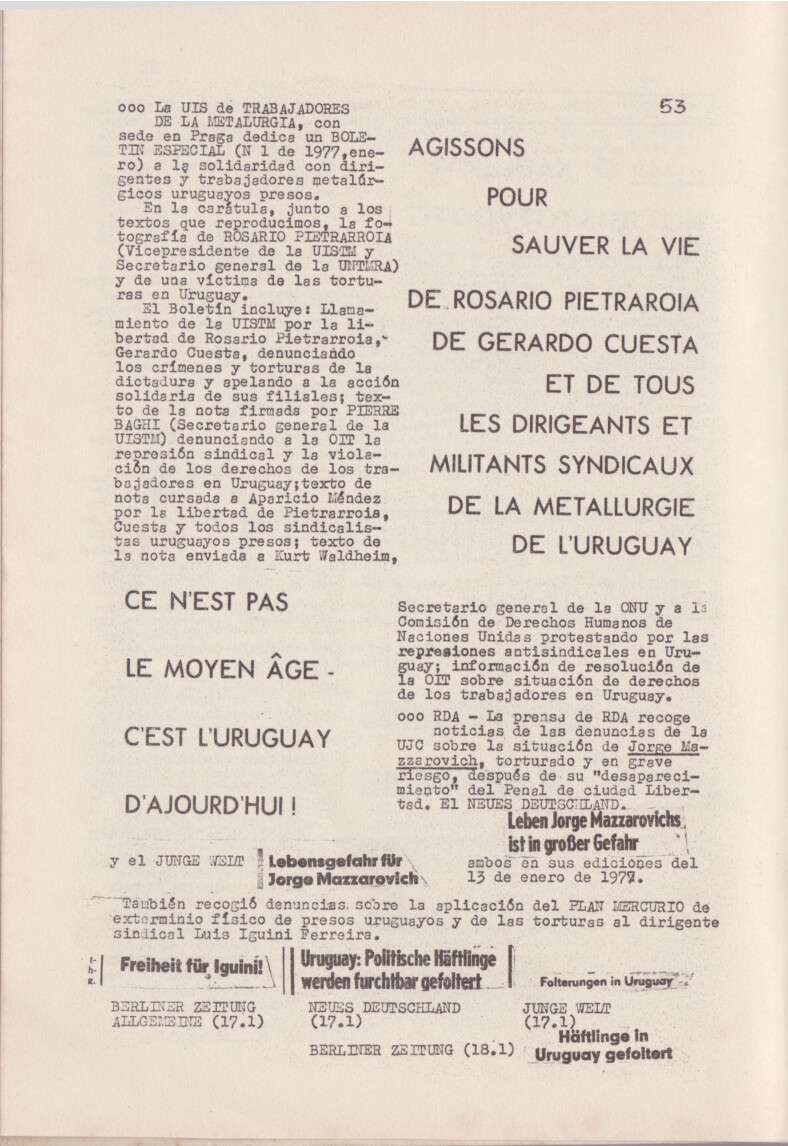 53
ooo La UIS de TRABAJADORES
DE LA METALURGIA, con
sede en Praga dedica un BOLE-
TIN ESPECIAL (N 1 de 1977,ene-
ro) a la solidaridad con diri-
gentes y trabajadores metalúr-
gicos uruguayos presos.
En la carátula, junto a los
textos que reproducimos, la fo-
tografía de ROSARIO PIETRARROIA
(Vicepresidente de la UISTM y
Secretario general de la UNTMRA)
y de una víctima de las tortu-
ras en Uruguay.
El Boletín incluye: Llama-
miento de la UISTM por la li-
bertad de Rosario Pietrarroia,
Gerardo Cuesta, denunciando
los crímenes y torturas de la
dictadura y apelando a la acción
solidaria de sus filiales; tex-
to de la nota firmada por PIERRE
BAGHI (Secretario general de la
UISTM) denunciando a la OIT la
represión sindical y la viola-
ción de los derechos de los tra-
bajadores en Uruguay;texto de
nota cursada a Aparicio Méndez
por la libertad de Pietrarroia,
Cuesta y todos los sindicalis-
tas uruguayos presos; texto de
la nota enviada a Kurt Waldheim,
AGISSONS
POUR
SAUVER LA VIE
DE ROSARIO PIETRAROIA
DE GERARDO CUESTA
ET DE TOUS
LES DIRIGEANTS ET
MILITANTS SYNDICAUX
DE LA METALLURGIE
DE L'URUGUAY
CE N'EST PAS
LE MOYEN ÂGE -
C'EST L'URUGUAY
D'AJOURD'HUI !
Secretario general de la ONU y a la
Comisión de Derechos Humanos de
Naciones Unidas protestando por las
represiones antisindicales en Uru-
guay; información de resolución de
la OIT sobre situación de derechos
de los trabajadores en Uruguay.
ooo RDA - La prensa de RDA recoge
noticias de las denuncias de la
UJC sobre la situación de Jorge Ma-
zzarovich, torturado y en grave
riesgo, después de su "desapareci-
miento" del Penal de ciudad Liber-
tad. El NEUES DEUTSCHLAND.
Leben Jorge Mazzarovichs
ist in großer Gefahr
y el JUNGE WELT
Lebensgefahr für
Jorge Mazzarovich
ambos en sus ediciones del
13 de enero de 1977.
También recogió denuncias sobre la aplicación del PLAN MERCURIO de
exterminio físico de presos uruguayos y de las torturas al dirigente
sindical Luis Iguini Ferreira.
Freiheit für Iguini!
Uruguay: Politische Häftlinge
werden furchtbar gefoltert
Folterungen in Uruguay
BERLINER ZEITUNG
ALLGEMEINE (17.1)
NEUES DEUTSCHLAND
(17.1)
JUNGE WELT
(17.1)
BERLINER ZEITUNG (18.1)
Häftlinge in
Uruguay gefoltert